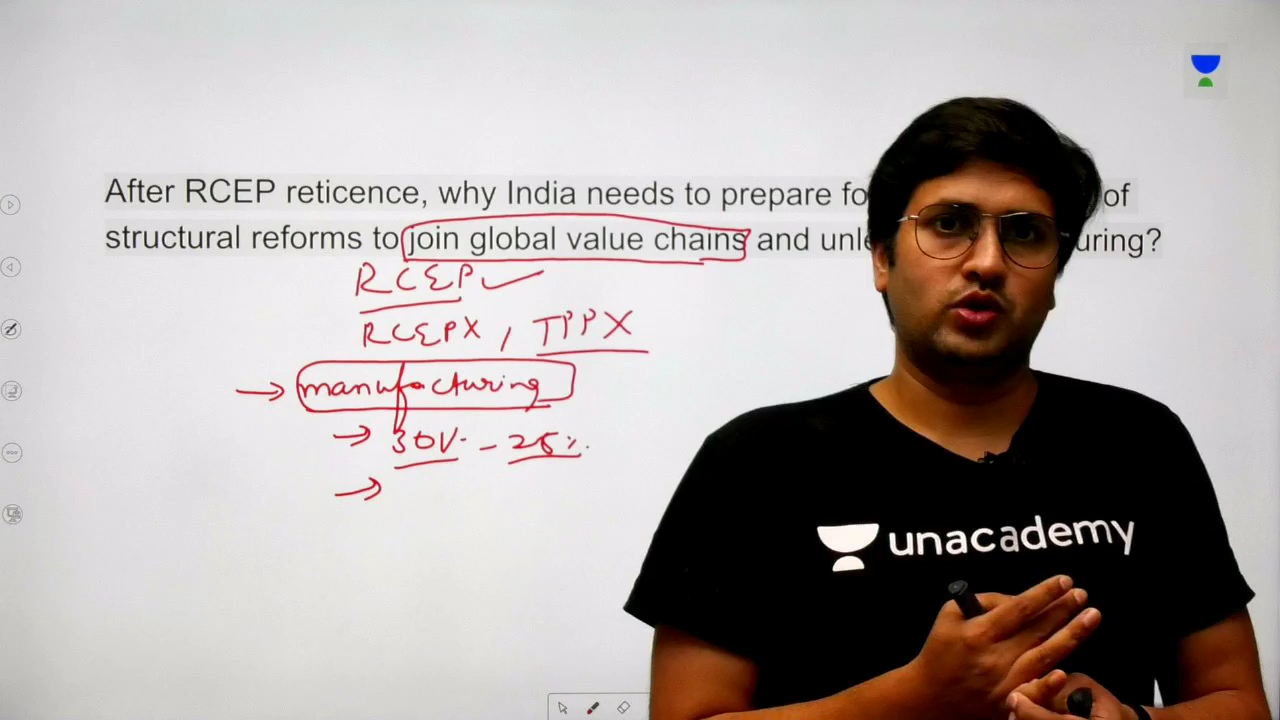 After RCEP reticence, why India needs to prepare fo of
structural reforms to join global value chains and unle uring?
RCEP ✓
RCEPX, TPPX
→ manufacturing
→ 30%. - 25%.
→
unacademy